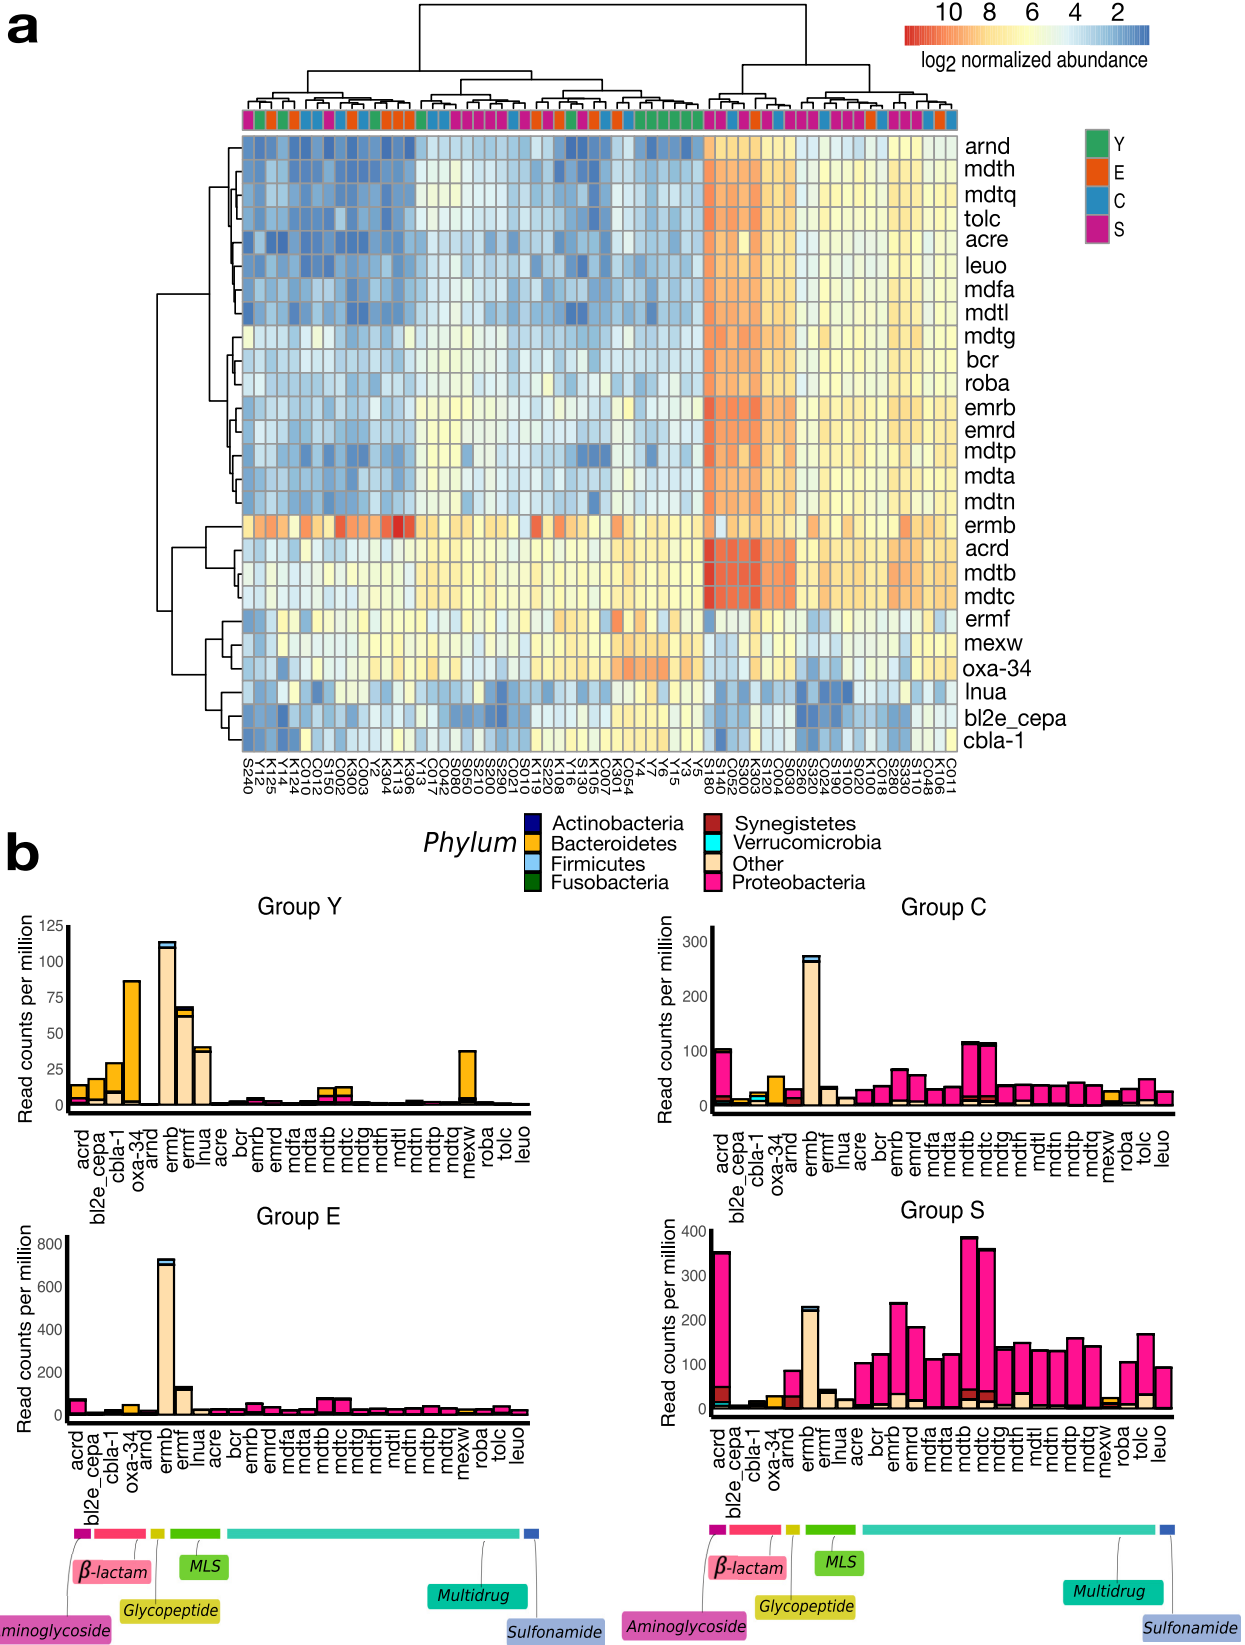 a
10 8 6 4 2
log2 normalized abundance
Y
E
C
S
arnd
mdth
mdtq
tolc
acre
leuo
mdfa
mdtl
mdtg
bcr
roba
emrb
emrd
mdtp
mdta
mdtn
ermb
acrd
mdtb
mdtc
ermf
mexw
oxa-34
lnua
bl2e_cepa
cbla-1
S240 Y12 K125 Y14 K124 C010 C012 S150 C002 K300 C003 Y2 K304 K113 K306 Y13 C017 C042 S080 S050 S210 S200 S290 C021 S010 K119 S220 K108 Y16 S130 K105 C007 K301 C054 Y4 Y7 Y6 Y15 Y3 Y5 S180 S140 C052 S300 K303 S120 C004 S030 S360 S320 C024 S190 S100 S020 K100 C018 S280 S330 S110 C048 K106 C011
b
Phylum
Actinobacteria
Bacteroidetes
Firmicutes
Fusobacteria
Synegistetes
Verrucomicrobia
Other
Proteobacteria
Group Y
Read counts per million
125
100
75
50
25
0
acrd bl2e_cepa cbla-1 oxa-34 arnd ermb ermf lnua acre bcr emrb emrd mdfa mdta mdtb mdtc mdtg mdth mdtl mdtn mdtp mdtq mexw roba tolc leuo
Group C
Read counts per million
300
200
100
0
acrd bl2e_cepa cbla-1 oxa-34 arnd ermb ermf lnua acre bcr emrb emrd mdfa mdta mdtb mdtc mdtg mdth mdtl mdtn mdtp mdtq mexw roba tolc leuo
Group E
Read counts per million
800
600
400
200
0
acrd bl2e_cepa cbla-1 oxa-34 arnd ermb ermf lnua acre bcr emrb emrd mdfa mdta mdtb mdtc mdtg mdth mdtl mdtn mdtp mdtq mexw roba tolc leuo
Group S
Read counts per million
400
300
200
100
0
acrd bl2e_cepa cbla-1 oxa-34 arnd ermb ermf lnua acre bcr emrb emrd mdfa mdta mdtb mdtc mdtg mdth mdtl mdtn mdtp mdtq mexw roba tolc leuo
β-lactam
MLS
Glycopeptide
Multidrug
minoglycoside
Sulfonamide
β-lactam
MLS
Glycopeptide
Multidrug
Aminoglycoside
Sulfonamide